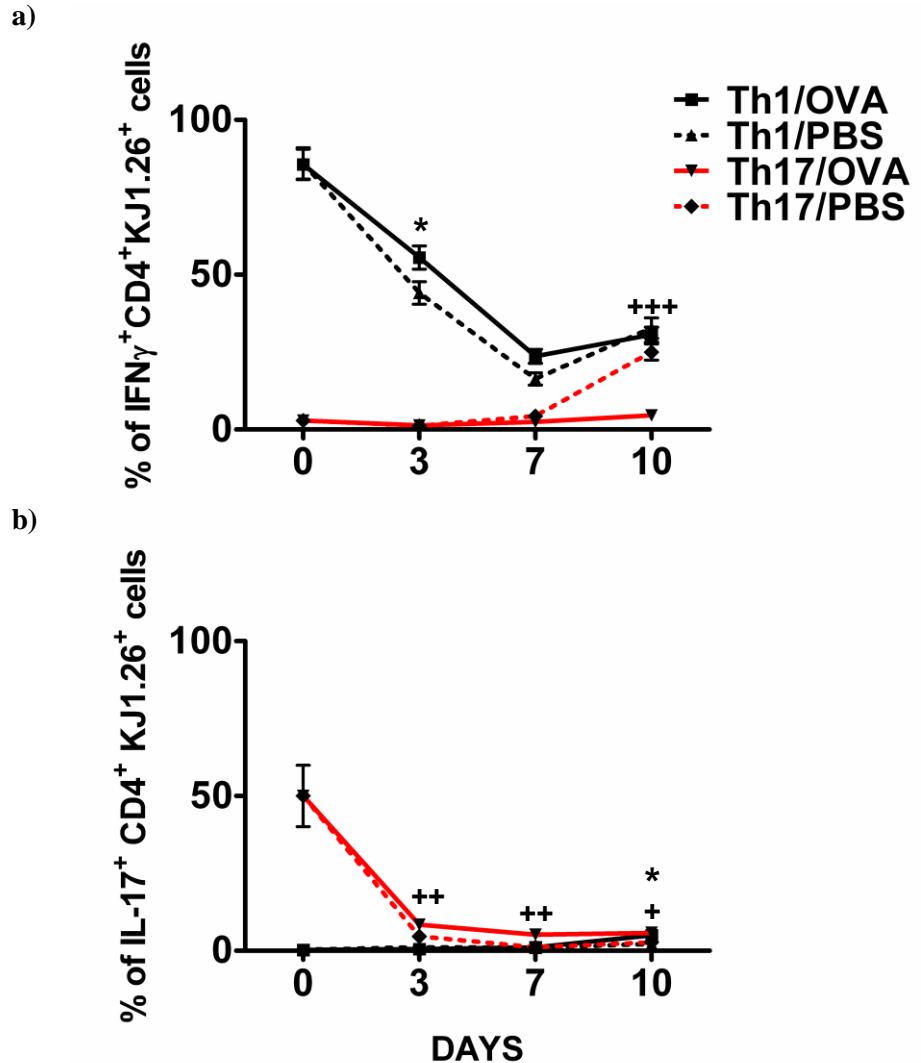 a)
% of IFNγ⁺CD4⁺KJ1.26⁺ cells
100
50
0
*
+++
0 3 7 10
Th1/OVA
Th1/PBS
Th17/OVA
Th17/PBS
b)
% of IL-17⁺ CD4⁺ KJ1.26⁺ cells
100
50
0
++
++
*
+
0 3 7 10
DAYS